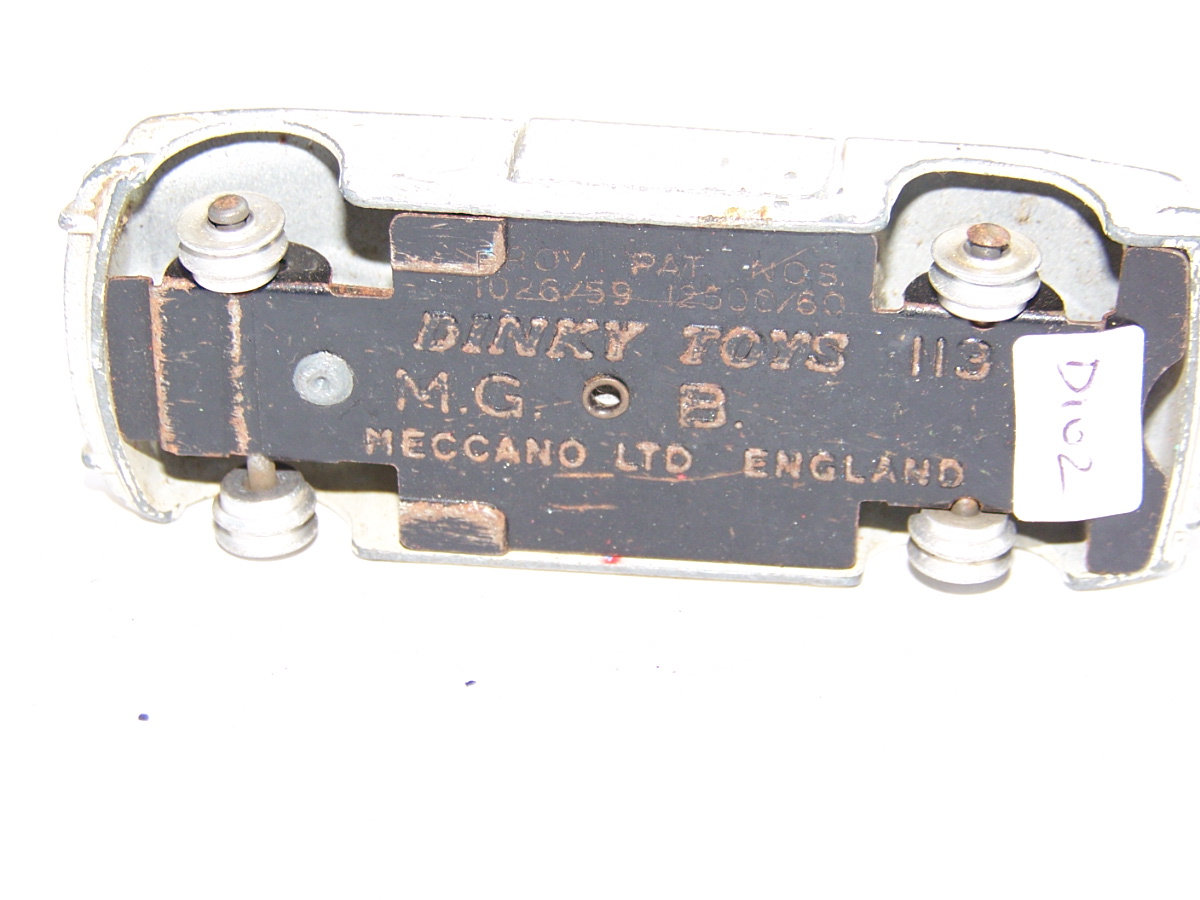 PROV PAT NOS.
1026/59 12506/60
DINKY TOYS 113
M.G. B.
MECCANO LTD ENGLAND
D102